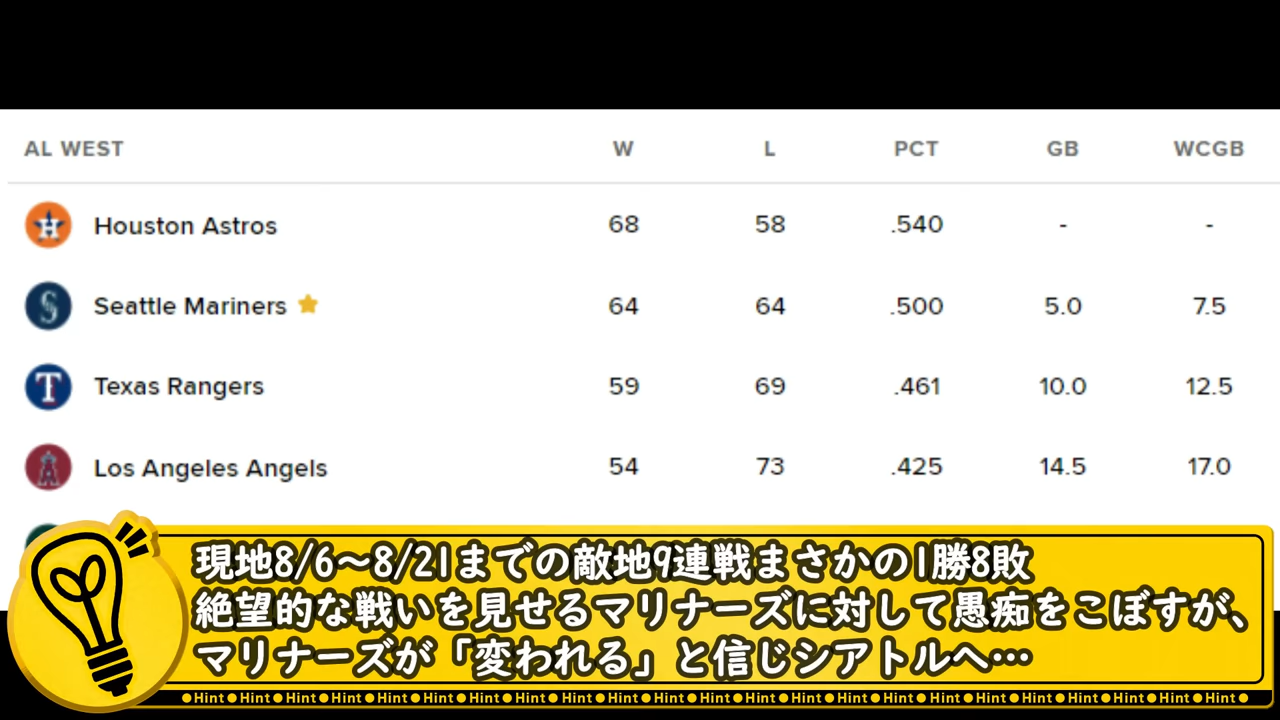 AL WEST W L PCT GB WCGB
Houston Astros 68 58 .540 - -
Seattle Mariners 64 64 .500 5.0 7.5
Texas Rangers 59 69 .461 10.0 12.5
Los Angeles Angels 54 73 .425 14.5 17.0
現地8/6〜8/21までの敵地9連戦まさかの1勝8敗
絶望的な戦いを見せるマリナーズに対して愚痴をこぼすが、
マリナーズが「変われる」と信じシアトルへ…
●Hint●Hint●Hint●Hint●Hint●Hint●Hint●Hint●Hint●Hint●Hint●Hint●Hint●Hint●Hint●Hint●Hint●Hint●Hint●Hint●Hint●Hint●Hint●